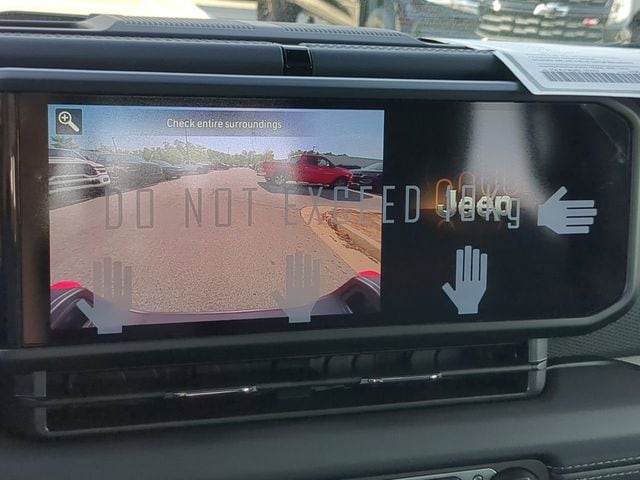 Check entire surroundings
DO NOT EXCEED
Jeep